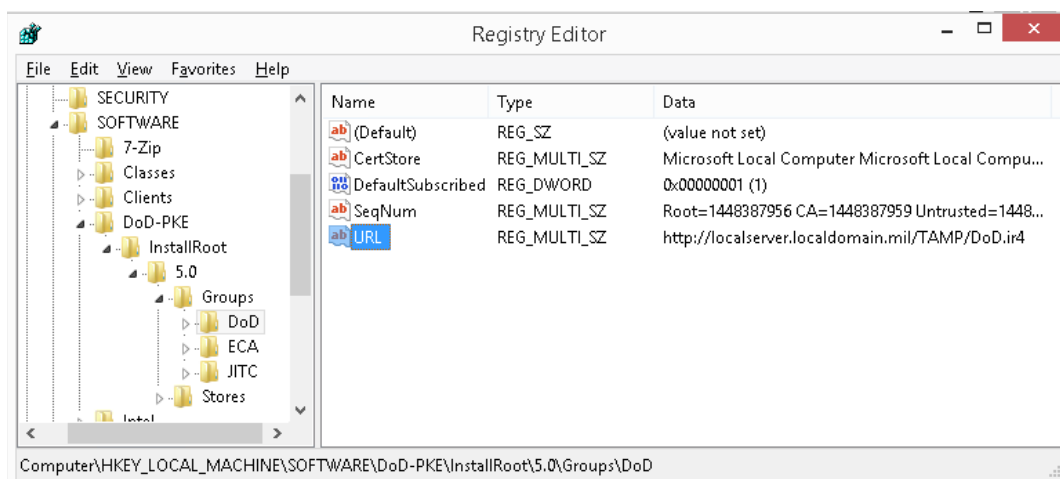 Registry Editor
File Edit View Favorites Help
SECURITY
SOFTWARE
7-Zip
Classes
Clients
DoD-PKE
InstallRoot
5.0
Groups
DoD
ECA
JITC
Stores
Intel
Name Type Data
(Default) REG_SZ (value not set)
CertStore REG_MULTI_SZ Microsoft Local Computer Microsoft Local Compu...
DefaultSubscribed REG_DWORD 0x00000001 (1)
SeqNum REG_MULTI_SZ Root=1448387956 CA=1448387959 Untrusted=1448...
URL REG_MULTI_SZ http://localserver.localdomain.mil/TAMP/DoD.ir4
Computer\HKEY_LOCAL_MACHINE\SOFTWARE\DoD-PKE\InstallRoot\5.0\Groups\DoD